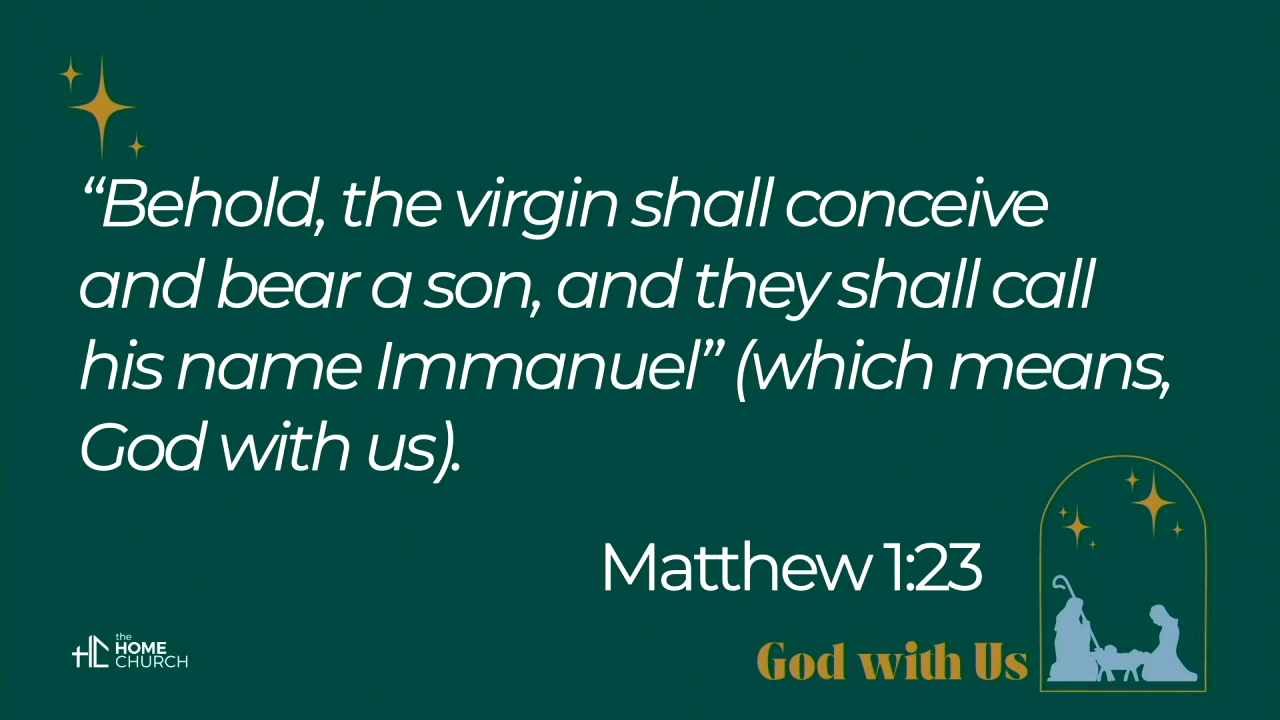 “Behold, the virgin shall conceive
and bear a son, and they shall call
his name Immanuel” (which means,
God with us).
Matthew 1:23
the
HOME
CHURCH
God with Us